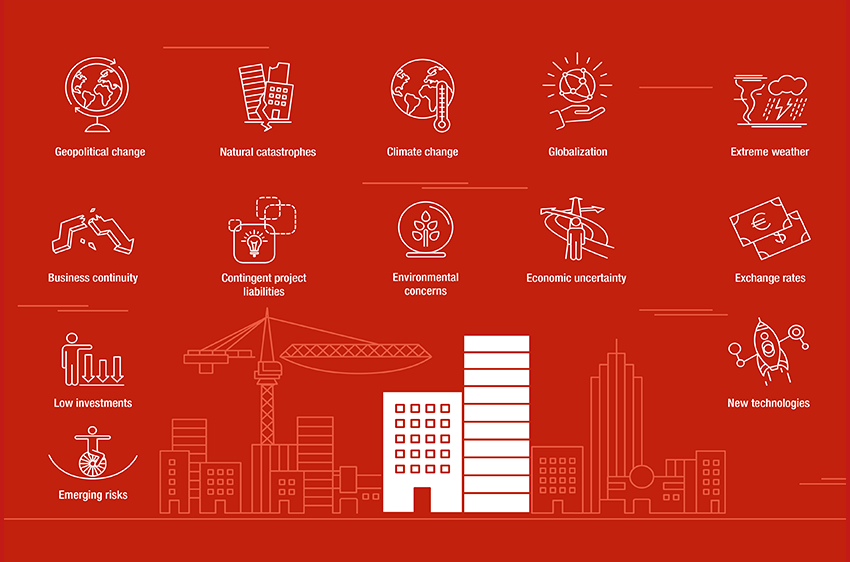 Geopolitical change
Natural catastrophes
Climate change
Globalization
Extreme weather
Business continuity
Contingent project
liabilities
Environmental
concerns
Economic uncertainty
€
$
Exchange rates
Low investments
New technologies
Emerging risks